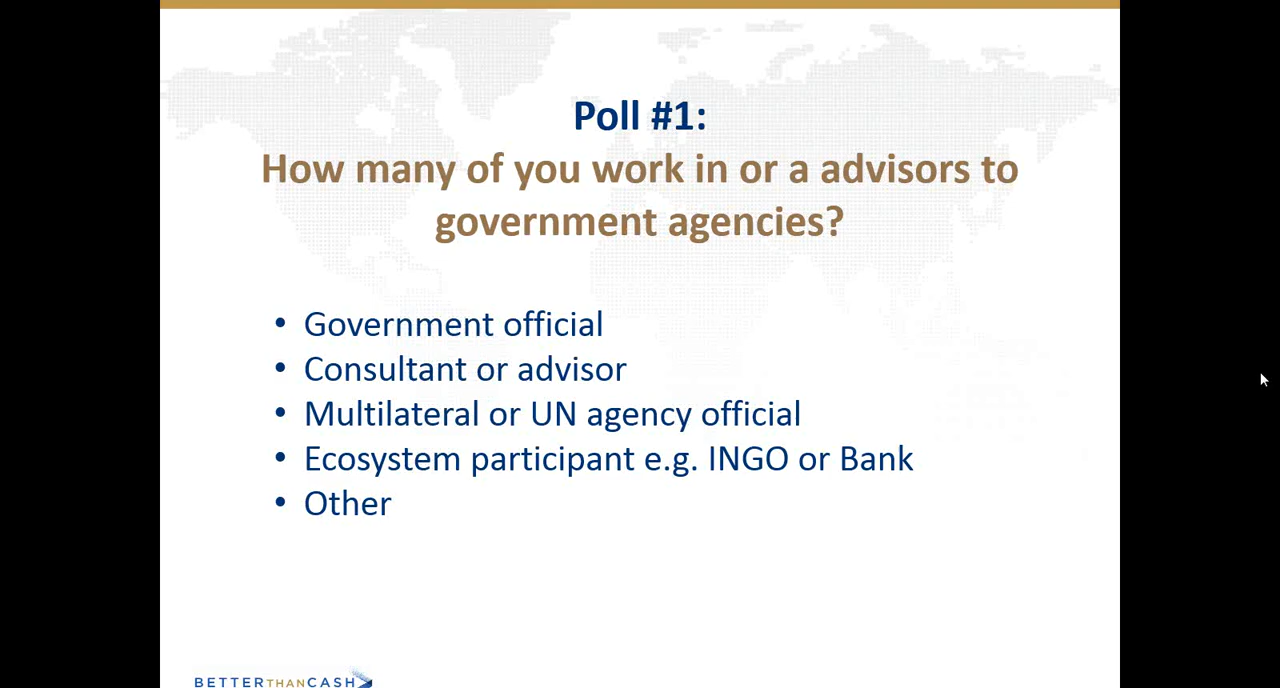 Poll #1:
How many of you work in or a advisors to
government agencies?
• Government official
• Consultant or advisor
• Multilateral or UN agency official
• Ecosystem participant e.g. INGO or Bank
• Other
BETTERTHANCASH